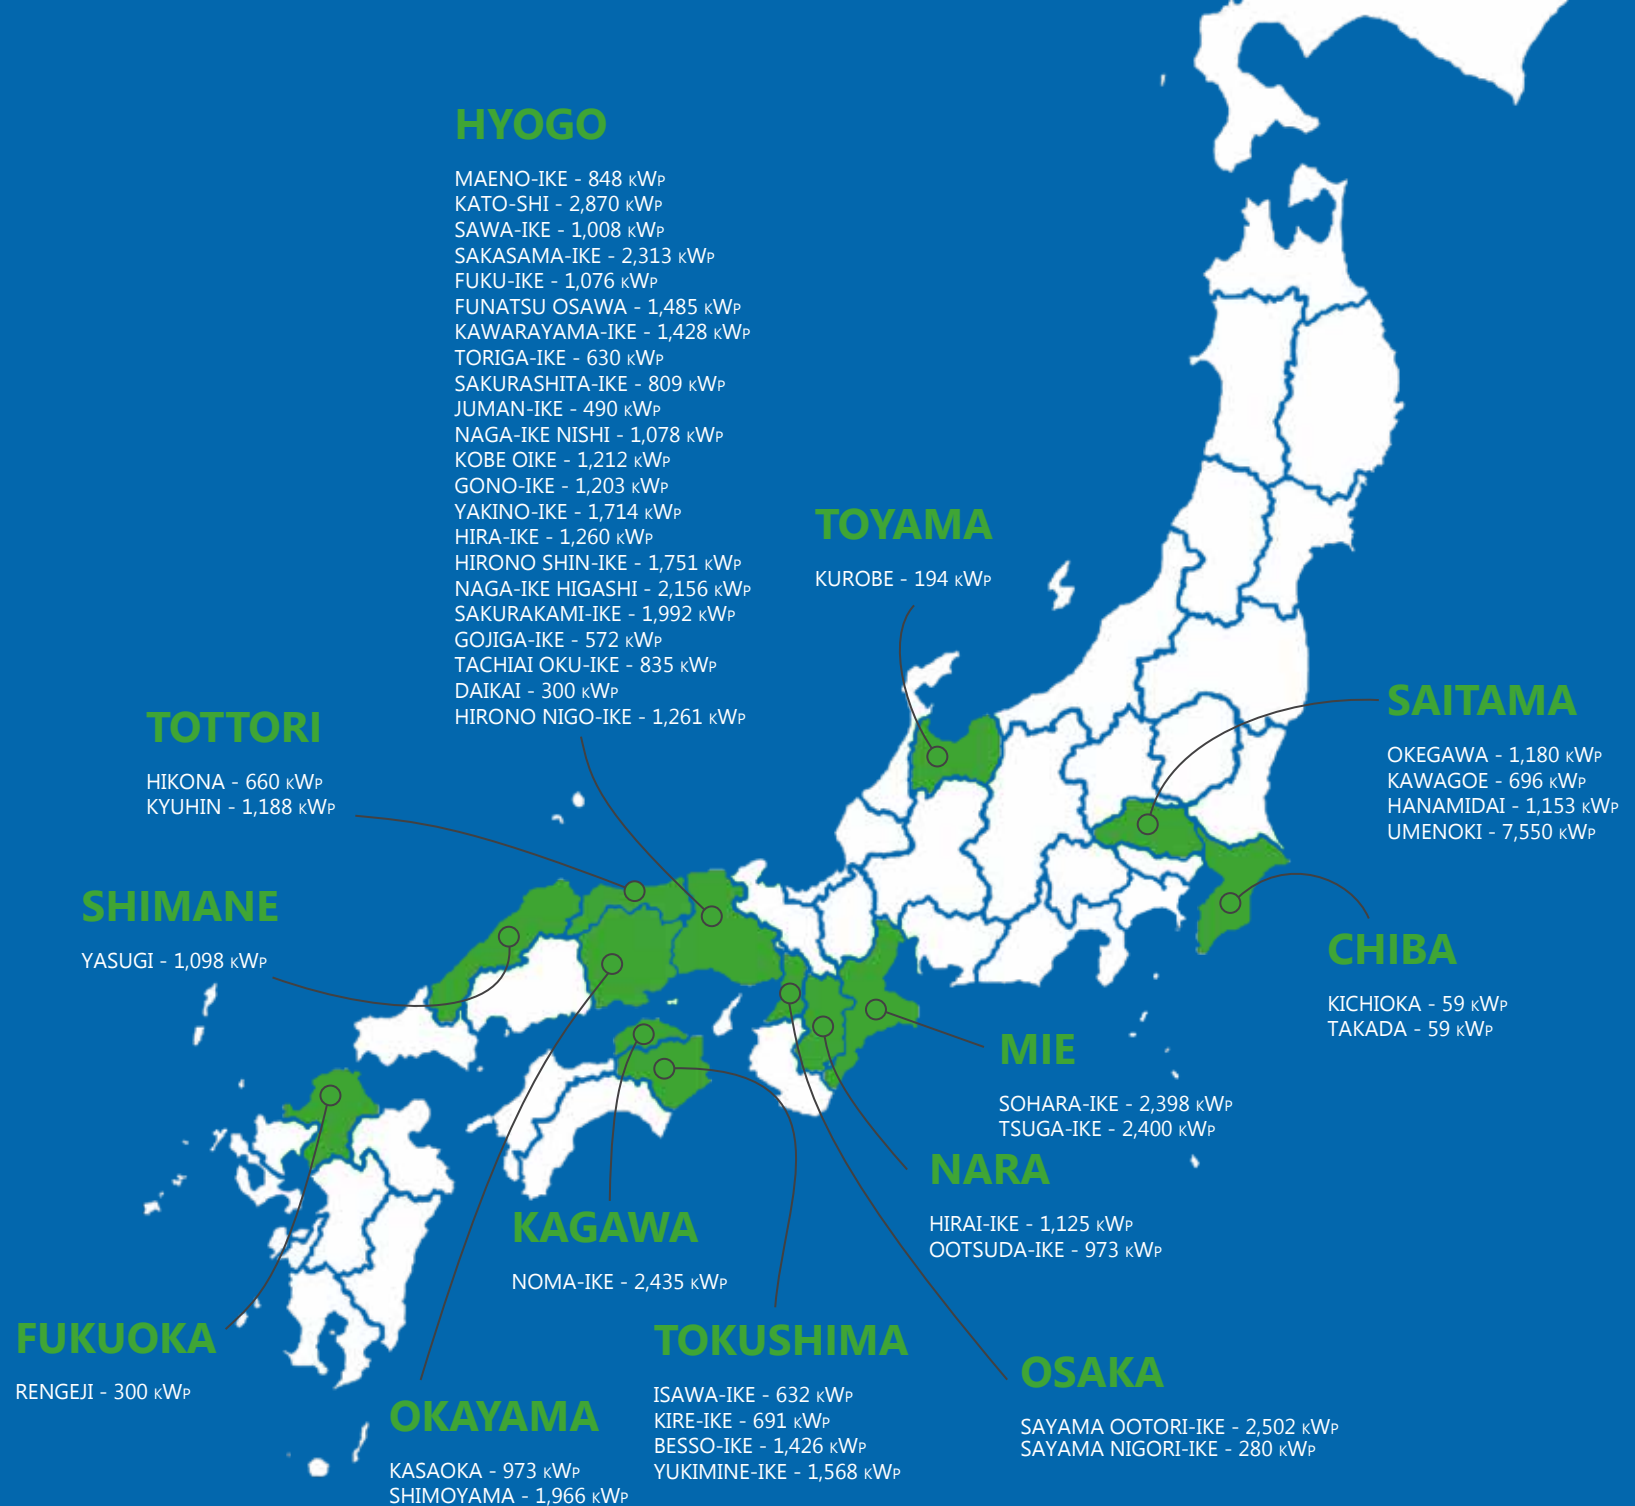 HYOGO
MAENO-IKE - 848 KWP
KATO-SHI - 2,870 KWP
SAWA-IKE - 1,008 KWP
SAKASAMA-IKE - 2,313 KWP
FUKU-IKE - 1,076 KWP
FUNATSU OSAWA - 1,485 KWP
KAWARAYAMA-IKE - 1,428 KWP
TORIGA-IKE - 630 KWP
SAKURASHITA-IKE - 809 KWP
JUMAN-IKE - 490 KWP
NAGA-IKE NISHI - 1,078 KWP
KOBE OIKE - 1,212 KWP
GONO-IKE - 1,203 KWP
YAKINO-IKE - 1,714 KWP
HIRA-IKE - 1,260 KWP
HIRONO SHIN-IKE - 1,751 KWP
NAGA-IKE HIGASHI - 2,156 KWP
SAKURAKAMI-IKE - 1,992 KWP
GOJIGA-IKE - 572 KWP
TACHIAI OKU-IKE - 835 KWP
DAIKAI - 300 KWP
HIRONO NIGO-IKE - 1,261 KWP
TOYAMA
KUROBE - 194 KWP
SAITAMA
OKEGAWA - 1,180 KWP
KAWAGOE - 696 KWP
HANAMIDAI - 1,153 KWP
UMENOKI - 7,550 KWP
TOTTORI
HIKONA - 660 KWP
KYUHIN - 1,188 KWP
SHIMANE
YASUGI - 1,098 KWP
CHIBA
KICHIOKA - 59 KWP
TAKADA - 59 KWP
MIE
SOHARA-IKE - 2,398 KWP
TSUGA-IKE - 2,400 KWP
NARA
HIRAI-IKE - 1,125 KWP
OOTSUDA-IKE - 973 KWP
KAGAWA
NOMA-IKE - 2,435 KWP
FUKUOKA
RENGEJI - 300 KWP
TOKUSHIMA
ISAWA-IKE - 632 KWP
KIRE-IKE - 691 KWP
BESSO-IKE - 1,426 KWP
YUKIMINE-IKE - 1,568 KWP
OSAKA
SAYAMA OOTORI-IKE - 2,502 KWP
SAYAMA NIGORI-IKE - 280 KWP
OKAYAMA
KASAOKA - 973 KWP
SHIMOYAMA - 1,966 KWP